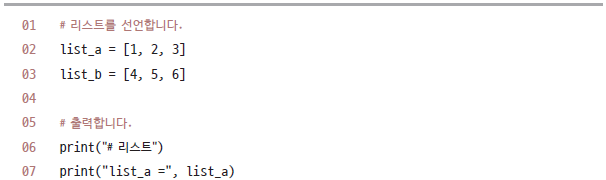 01 # 리스트를 선언합니다.
02 list_a = [1, 2, 3]
03 list_b = [4, 5, 6]
04
05 # 출력합니다.
06 print("# 리스트")
07 print("list_a =", list_a)